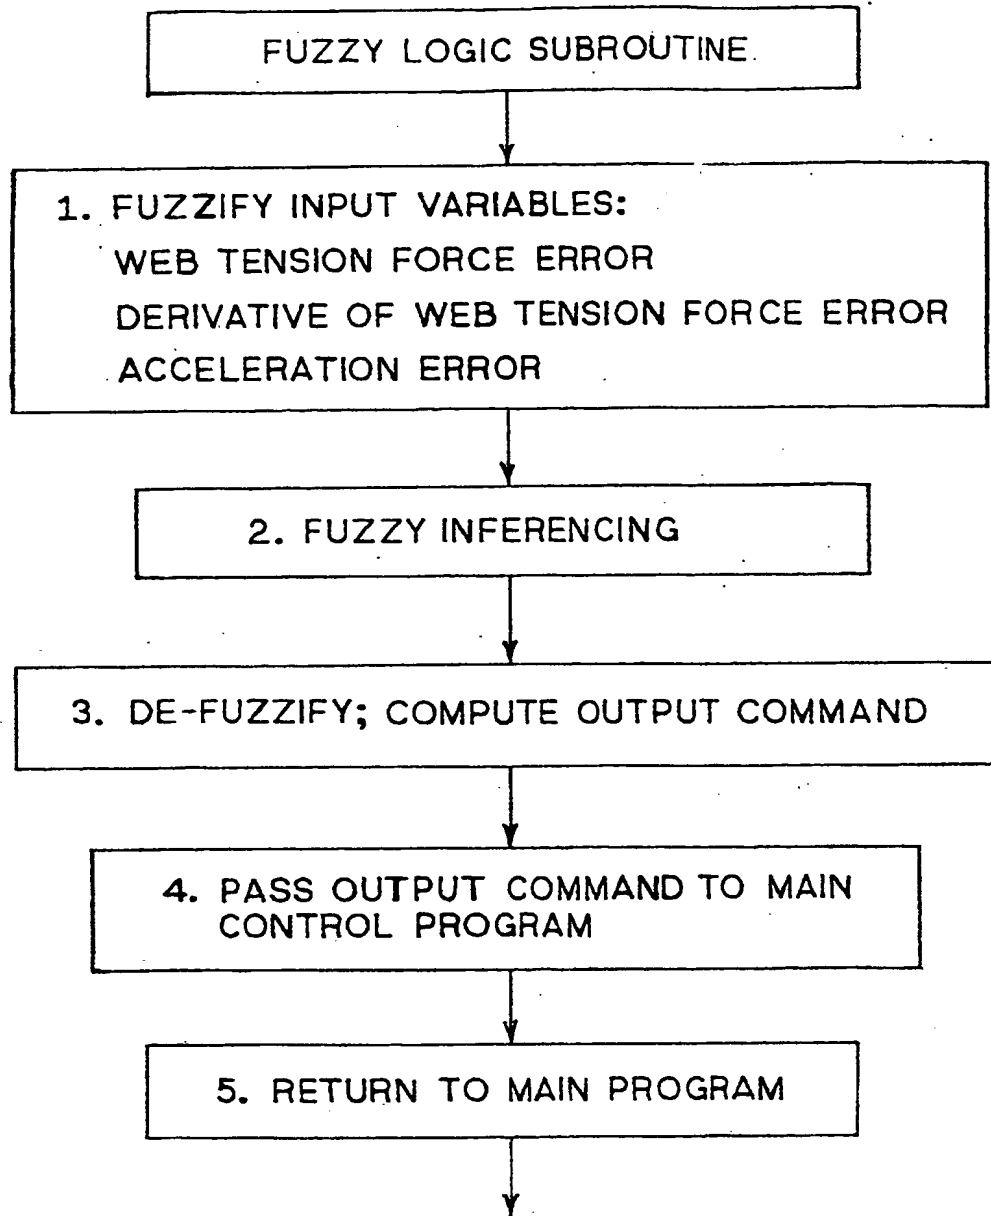 FUZZY LOGIC SUBROUTINE
1. FUZZIFY INPUT VARIABLES:
WEB TENSION FORCE ERROR
DERIVATIVE OF WEB TENSION FORCE ERROR
ACCELERATION ERROR
2. FUZZY INFERENCING
3. DE-FUZZIFY; COMPUTE OUTPUT COMMAND
4. PASS OUTPUT COMMAND TO MAIN
CONTROL PROGRAM
5. RETURN TO MAIN PROGRAM